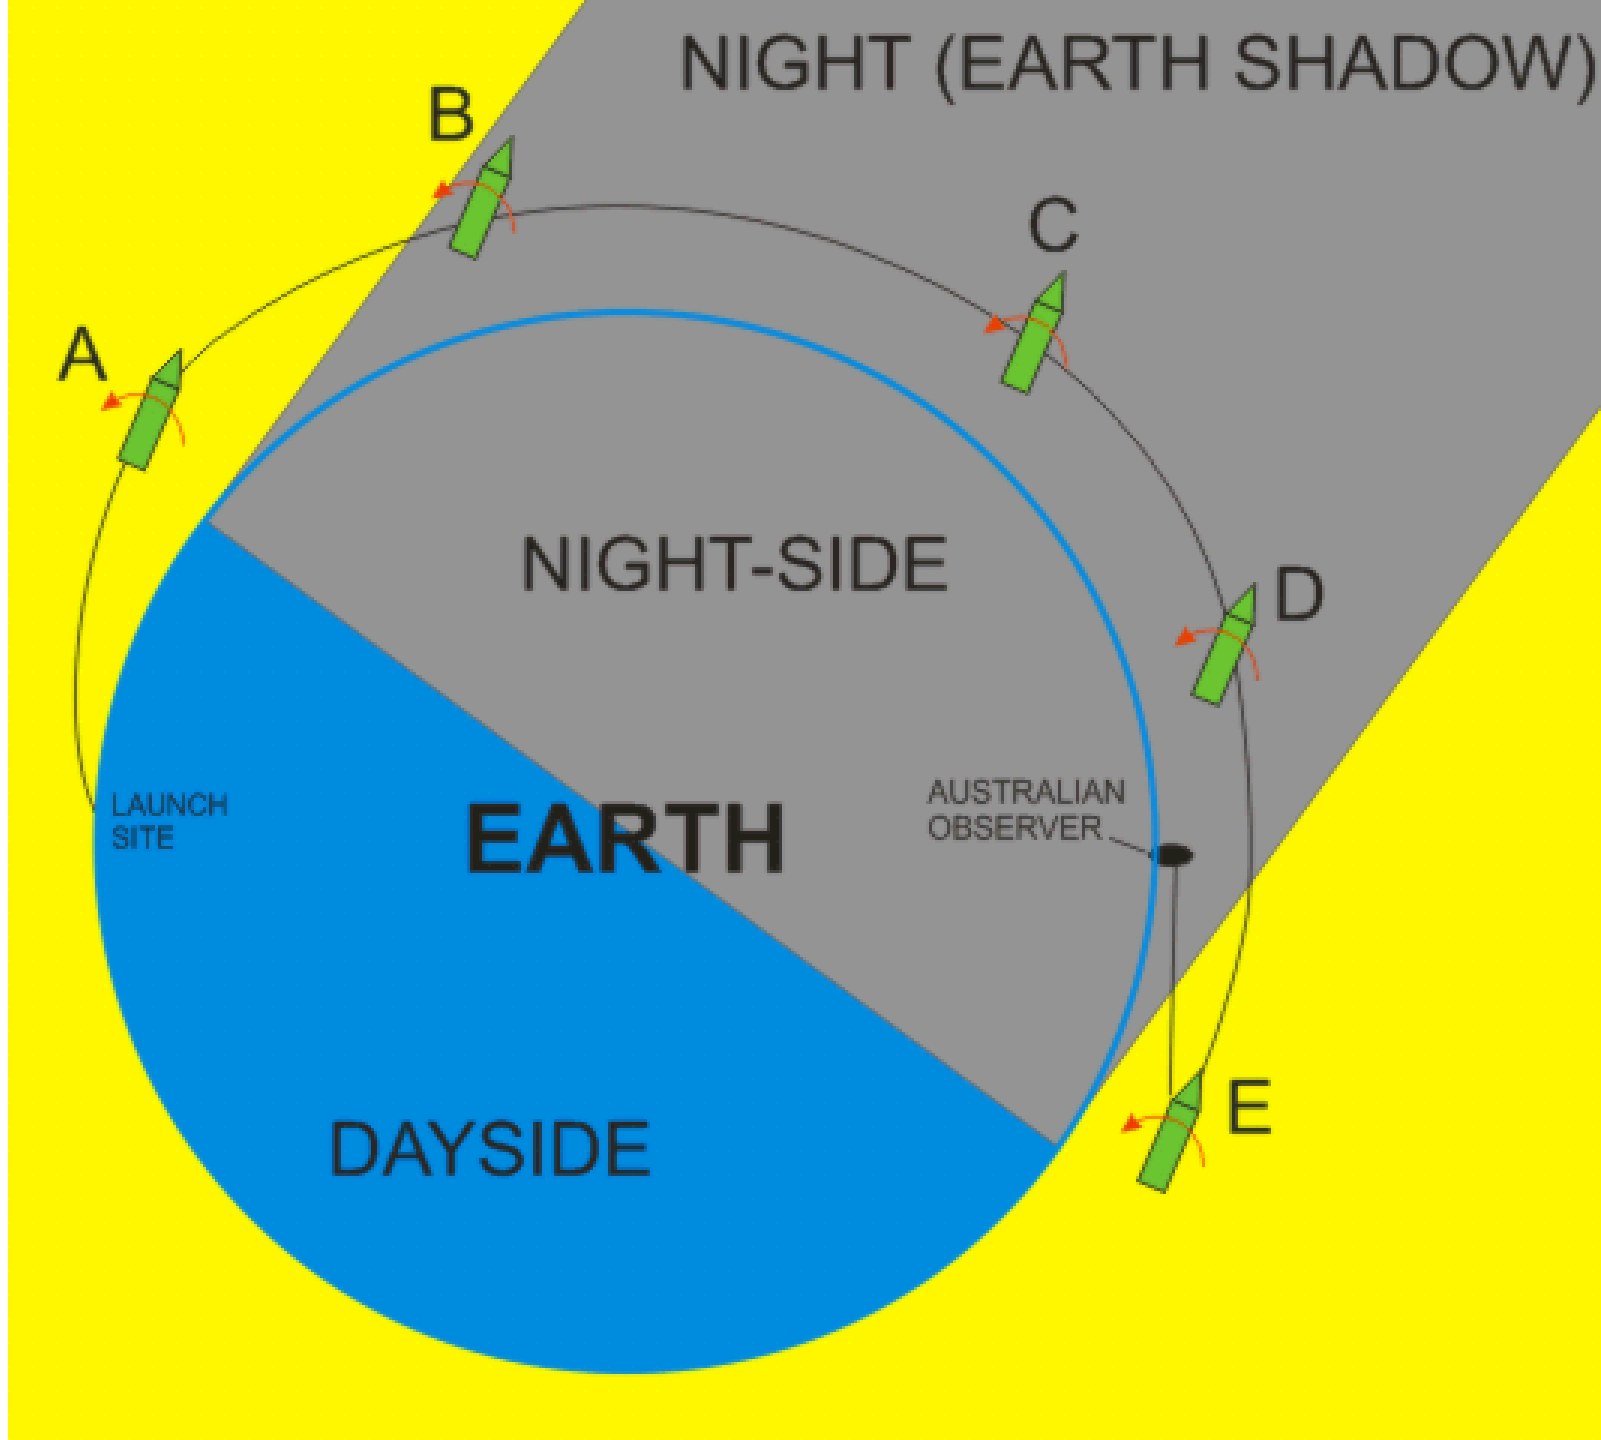 NIGHT (EARTH SHADOW)
B
C
A
NIGHT-SIDE
D
LAUNCH
SITE
EARTH
AUSTRALIAN
OBSERVER
E
DAYSIDE